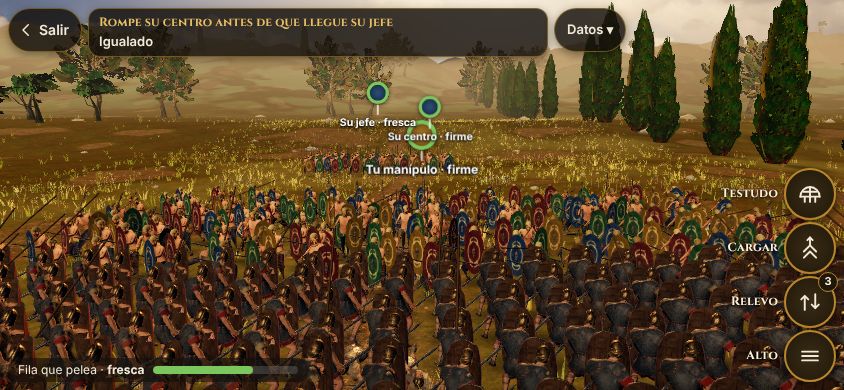 Salir
Rompe su centro antes de que llegue su jefe
Igualado
Datos ▾
Su jefe · fresca
Su centro · firme
Tu manípulo · firme
Testudo
Cargar
3
Relevo
Alto
Fila que pelea · fresca